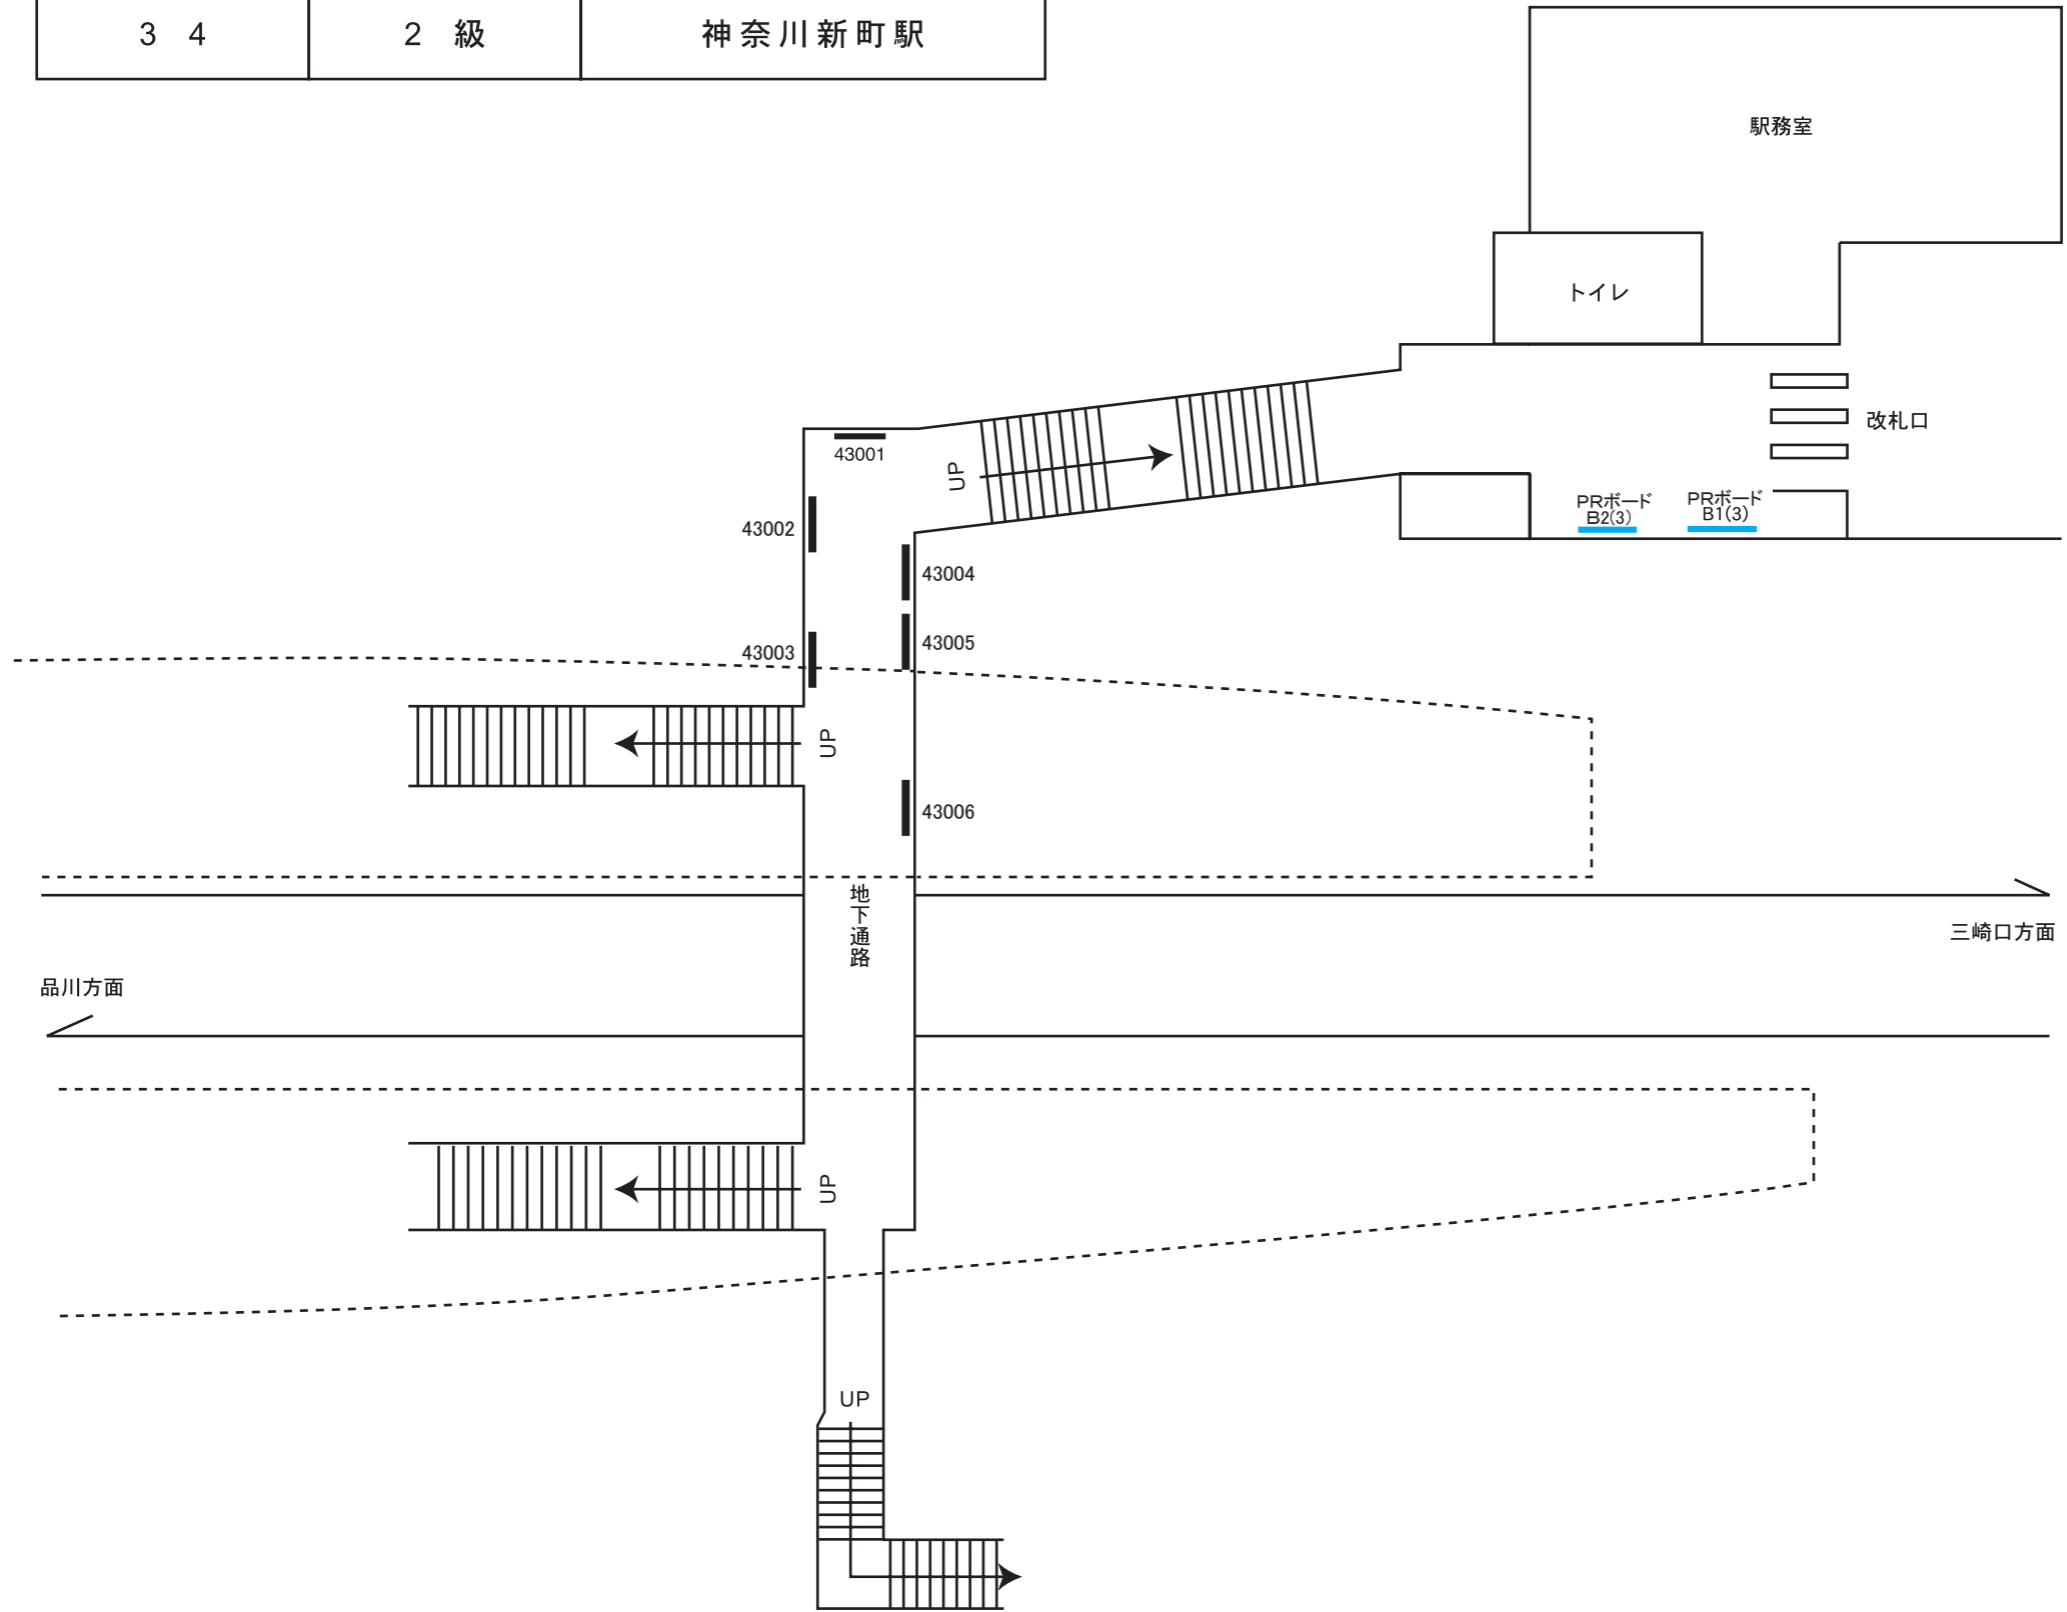 3 4
2 級
神奈川新町駅
駅務室
トイレ
改札口
43001
UP
PRボード
B2(3)
PRボード
B1(3)
43002
43004
43003
43005
UP
43006
地下通路
三崎口方面
品川方面
UP
UP